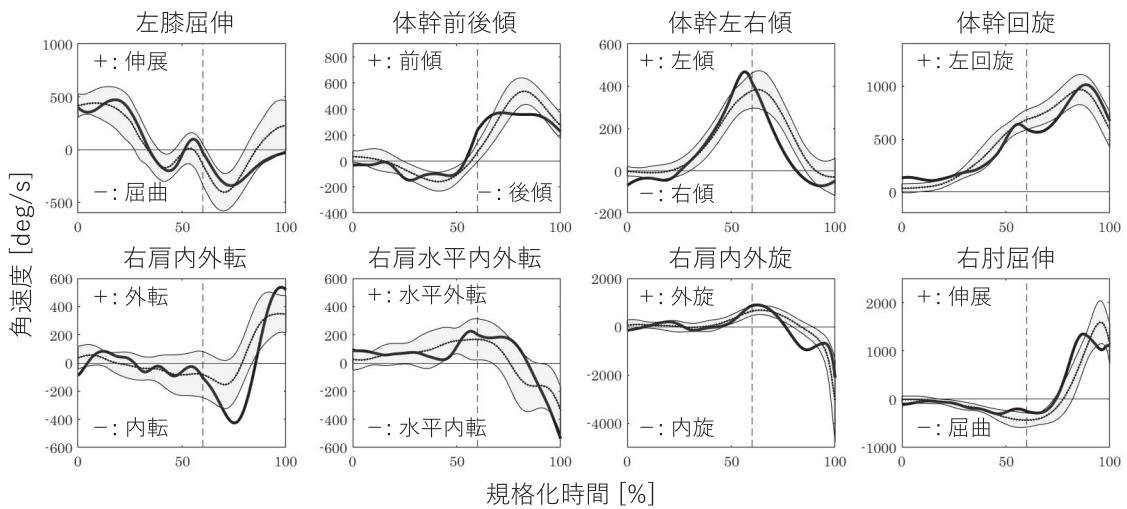 左膝屈伸
体幹前後傾
体幹左右傾
体幹回旋
1000
500
0
-500
+: 伸展
−: 屈曲
0
50
100
800
600
400
200
0
-200
-400
+: 前傾
−: 後傾
0
50
100
600
400
200
0
-200
+: 左傾
−: 右傾
0
50
100
1000
500
0
+: 左回旋
0
50
100
右肩内外転
右肩水平内外転
右肩内外旋
右肘屈伸
600
400
200
0
-200
-400
-600
+: 外転
−: 内転
0
50
100
600
400
200
0
-200
-400
-600
+: 水平外転
−: 水平内転
0
50
100
2000
0
-2000
-4000
+: 外旋
−: 内旋
0
50
100
2000
1000
0
-1000
+: 伸展
−: 屈曲
0
50
100
角速度 [deg/s]
規格化時間 [%]